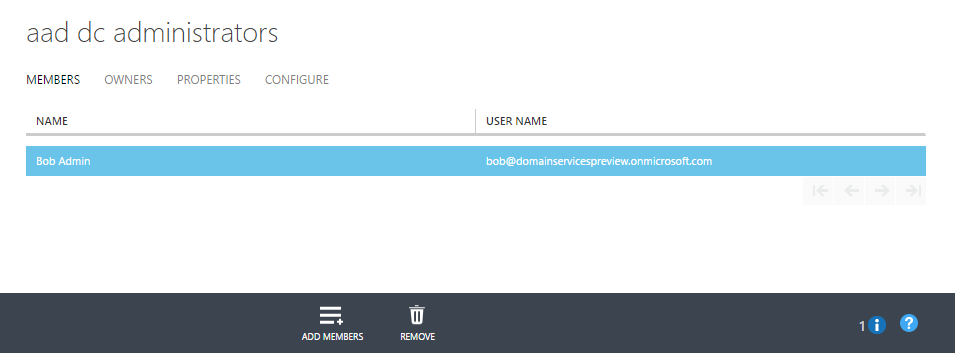 aad dc administrators
MEMBERS OWNERS PROPERTIES CONFIGURE
NAME USER NAME
Bob Admin bob@domainservicespreview.onmicrosoft.com
ADD MEMBERS REMOVE 1 i ?